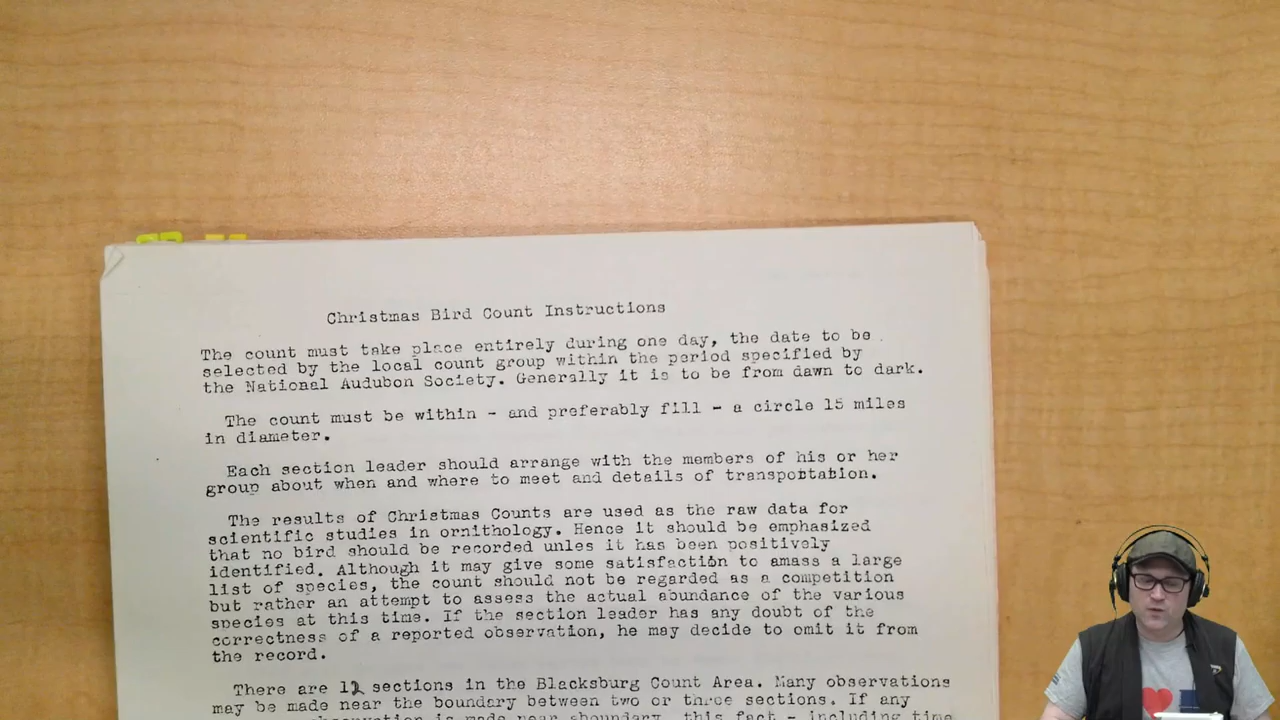 Christmas Bird Count Instructions
The count must take place entirely during one day, the date to be
selected by the local count group within the period specified by
the National Audubon Society. Generally it is to be from dawn to dark.
The count must be within - and preferably fill - a circle 15 miles
in diameter.
Each section leader should arrange with the members of his or her
group about when and where to meet and details of transportation.
The results of Christmas Counts are used as the raw data for
scientific studies in ornithology. Hence it should be emphasized
that no bird should be recorded unles it has been positively
identified. Although it may give some satisfaction to amass a large
list of species, the count should not be regarded as a competition
but rather an attempt to assess the actual abundance of the various
species at this time. If the section leader has any doubt of the
correctness of a reported observation, he may decide to omit it from
the record.
There are 12 sections in the Blacksburg Count Area. Many observations
may be made near the boundary between two or three sections. If any
observation is made near aboundary, this fact - including time